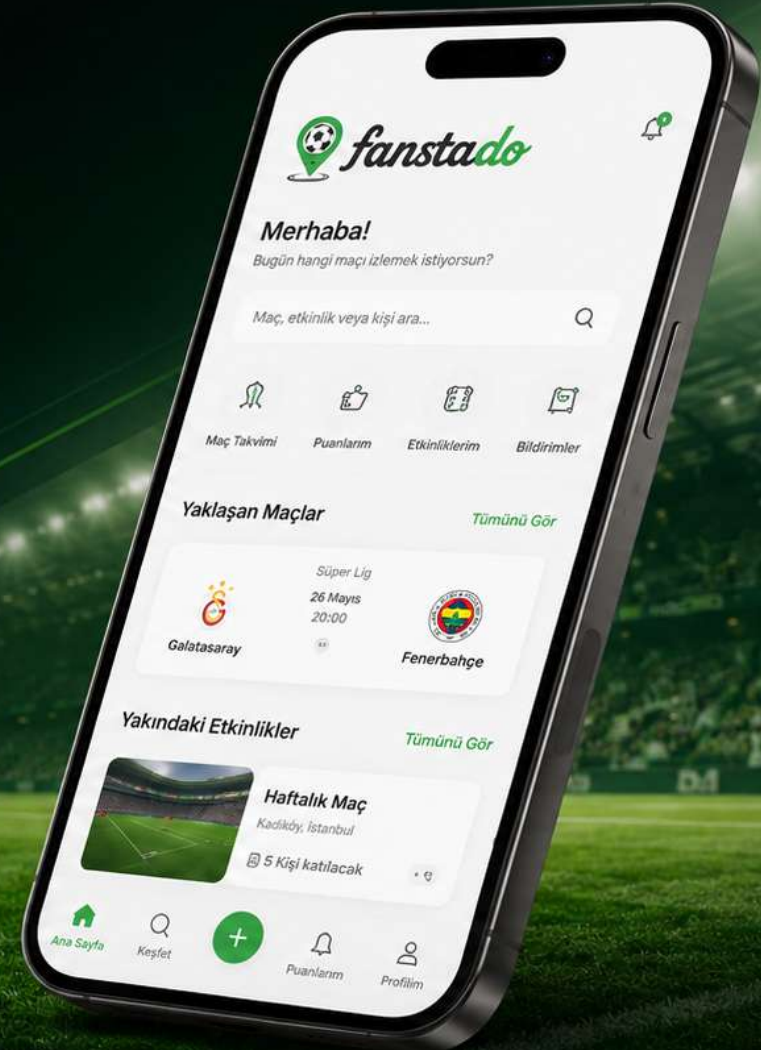 fanstado
Merhaba!
Bugün hangi maçı izlemek istiyorsun?
Maç, etkinlik veya kişi ara...
Maç Takvimi
Puanlarım
Etkinliklerim
Bildirimler
Yaklaşan Maçlar
Tümünü Gör
Süper Lig
26 Mayıs
20:00
Galatasaray
Fenerbahçe
Yakındaki Etkinlikler
Tümünü Gör
Haftalık Maç
Kadıköy, İstanbul
5 Kişi katılacak
Ana Sayfa
Keşfet
Puanlarım
Profilim